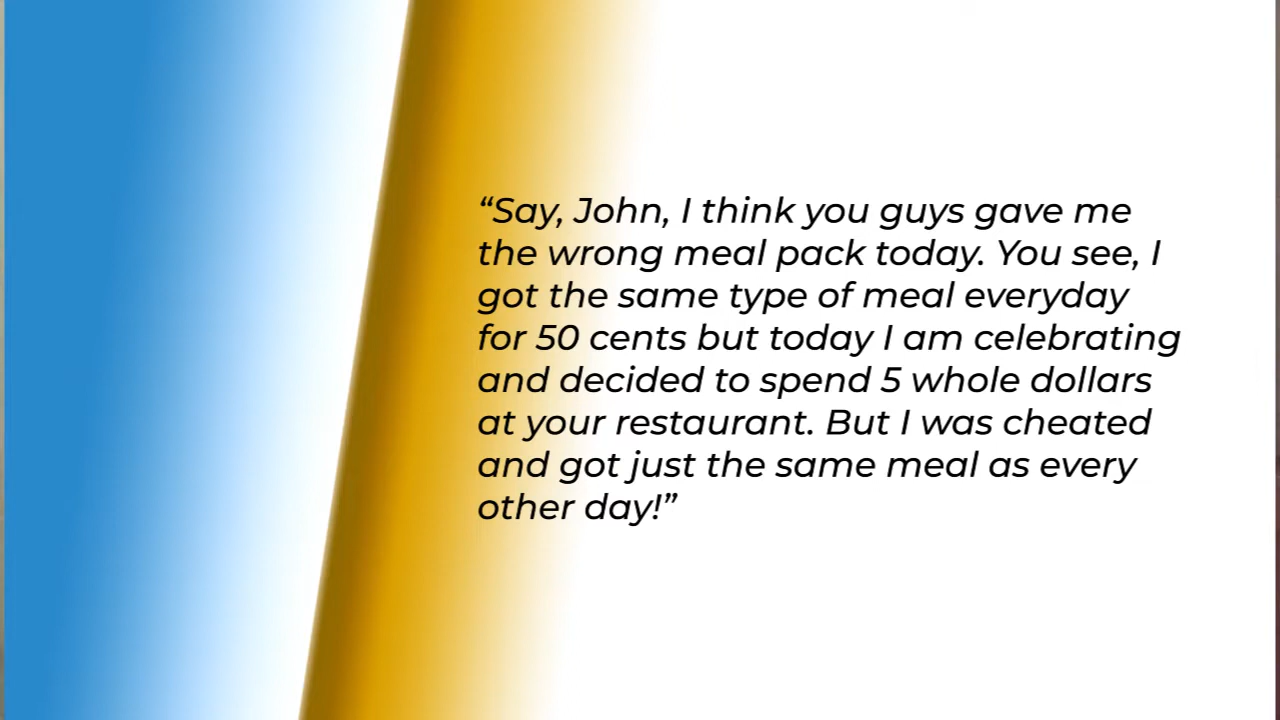 “Say, John, I think you guys gave me
the wrong meal pack today. You see, I
got the same type of meal everyday
for 50 cents but today I am celebrating
and decided to spend 5 whole dollars
at your restaurant. But I was cheated
and got just the same meal as every
other day!”